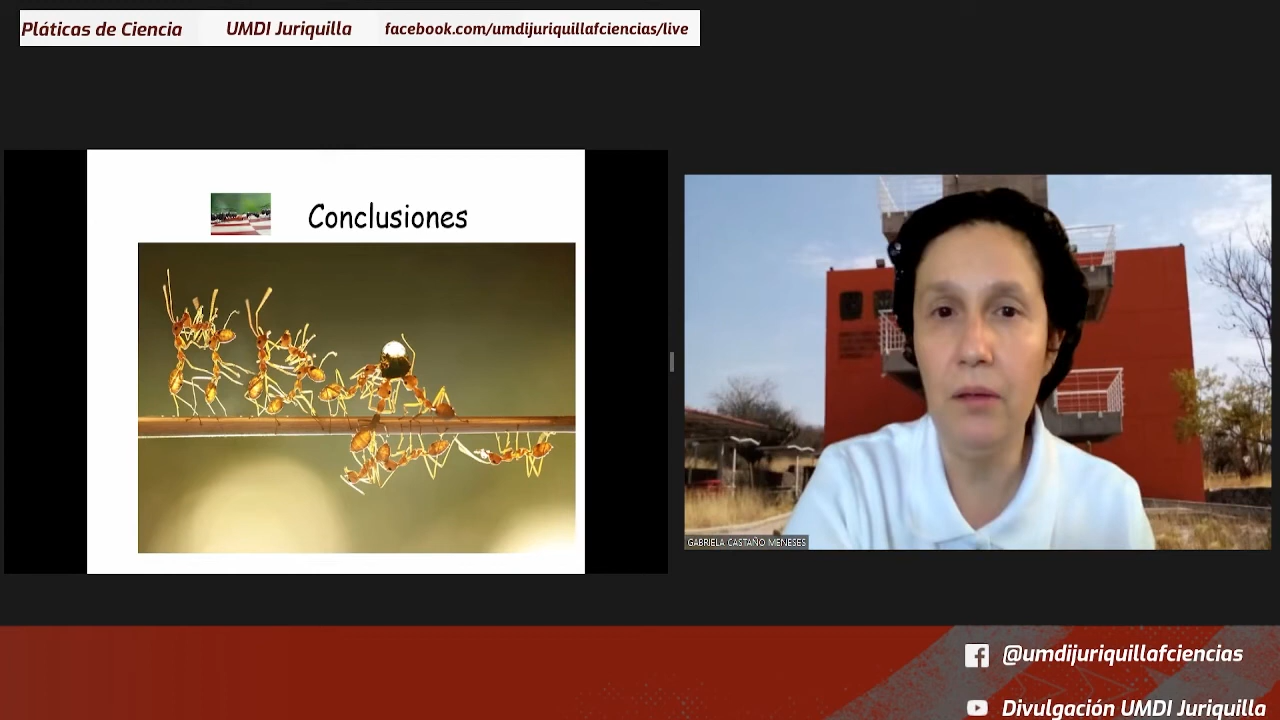 Pláticas de Ciencia UMDI Juriquilla facebook.com/umdijuriquillafciencias/live
Conclusiones
GABRIELA CASTAÑO MENESES
@umdijuriquillafciencias
Divulgación UMDI Juriquilla